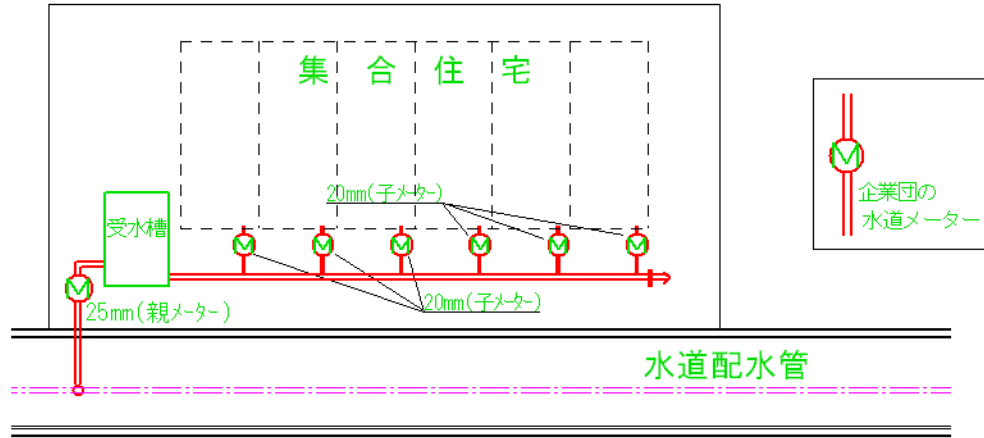 集合住宅
20mm(子メーター)
受水槽
企業団の
水道メーター
25mm(親メーター)
20mm(子メーター)
水道配水管